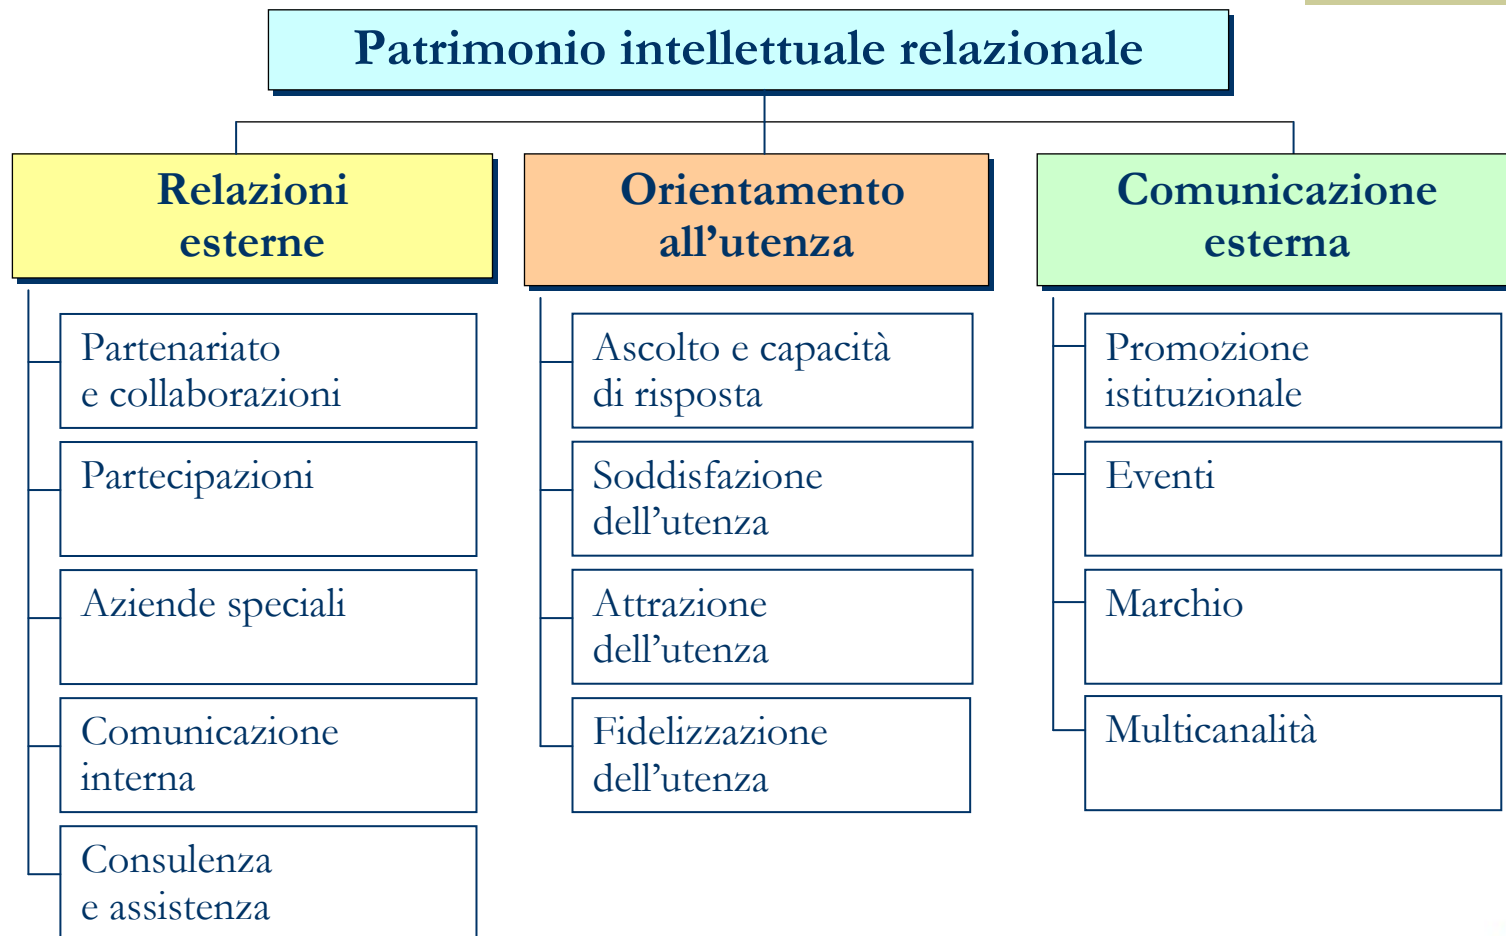 Patrimonio intellettuale relazionale
Relazioni
esterne
Partenariato
e collaborazioni
Partecipazioni
Aziende speciali
Comunicazione
interna
Consulenza
e assistenza
Orientamento
all’utenza
Ascolto e capacità
di risposta
Soddisfazione
dell’utenza
Attrazione
dell’utenza
Fidelizzazione
dell’utenza
Comunicazione
esterna
Promozione
istituzionale
Eventi
Marchio
Multicanalità